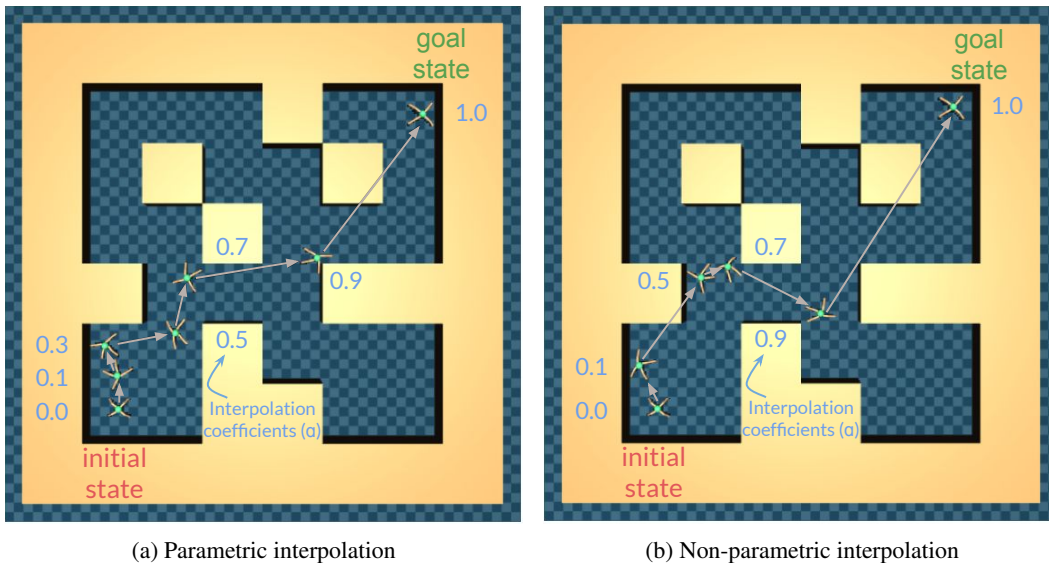 goal
state
1.0
0.7
0.9
0.3
0.5
0.1
0.0
Interpolation
coefficients (α)
initial
state
(a) Parametric interpolation
goal
state
1.0
0.7
0.5
0.9
0.1
0.0
Interpolation
coefficients (α)
initial
state
(b) Non-parametric interpolation